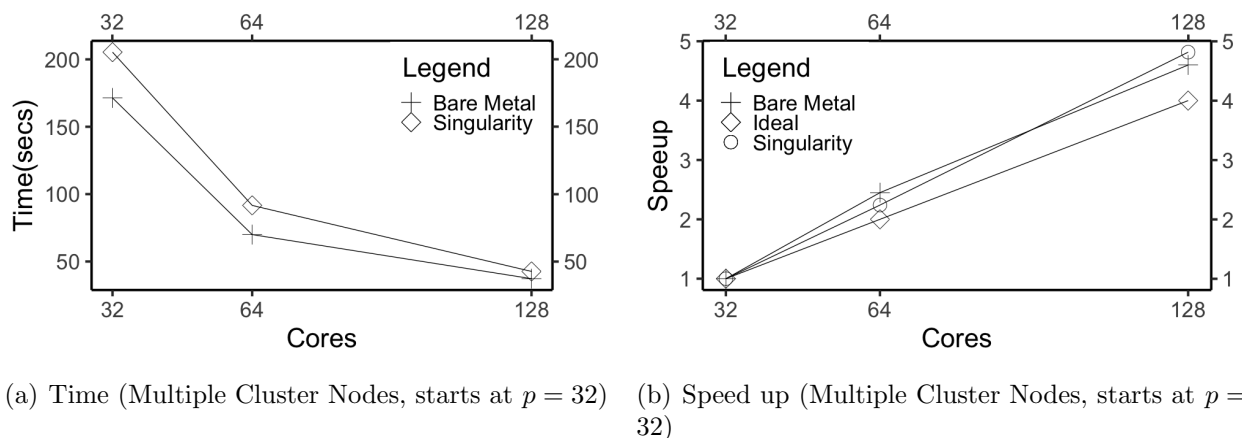 32 64 128
200 200
150 150
100 100
50 50
Time(secs)
Legend
Bare Metal
Singularity
32 64 128
Cores
(a) Time (Multiple Cluster Nodes, starts at p = 32)
32 64 128
5 5
4 4
3 3
2 2
1 1
Speeup
Legend
Bare Metal
Ideal
Singularity
32 64 128
Cores
(b) Speed up (Multiple Cluster Nodes, starts at p =
32)